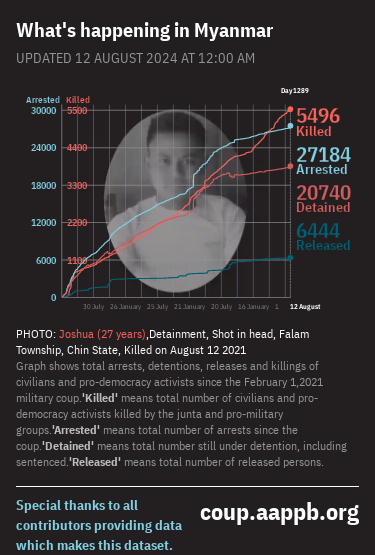 What's happening in Myanmar
UPDATED 12 AUGUST 2024 AT 12:00 AM
Day1289
Arrested Killed
30000 5500
24000 4400
18000 3300
12000 2200
6000 1100
0
5496
Killed
27184
Arrested
20740
Detained
6444
Released
30 July 26 January 25 July 21 January 20 July 16 January 1 12 August
PHOTO: Joshua (27 years),Detainment, Shot in head, Falam
Township, Chin State, Killed on August 12 2021
Graph shows total arrests, detentions, releases and killings of
civilians and pro-democracy activists since the February 1,2021
military coup.'Killed' means total number of civilians and pro-
democracy activists killed by the junta and pro-military
groups.'Arrested' means total number of arrests since the
coup.'Detained' means total number still under detention, including
sentenced.'Released' means total number of released persons.
Special thanks to all
contributors providing data
which makes this dataset.
coup.aappb.org